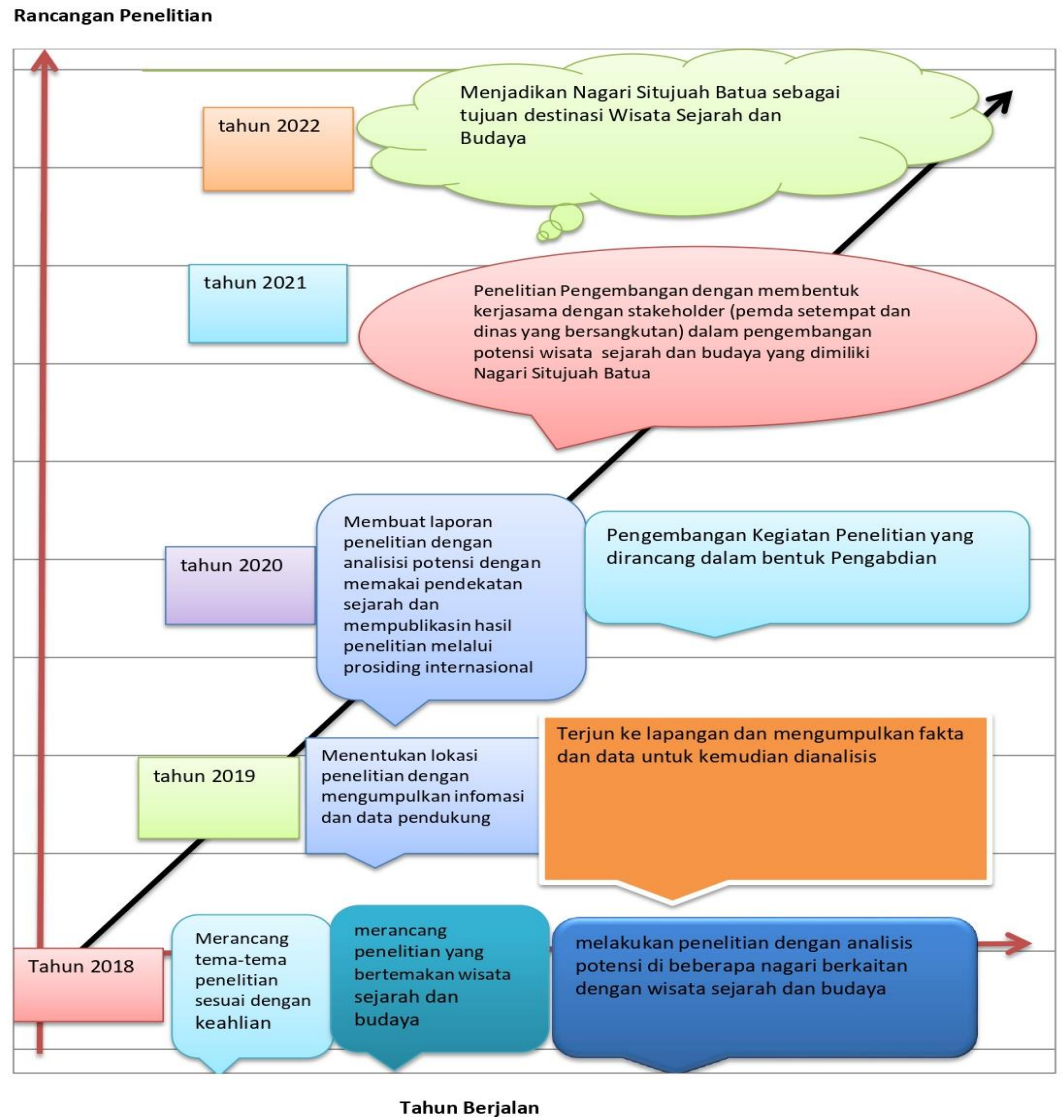 Rancangan Penelitian
tahun 2022
Menjadikan Nagari Situjuah Batua sebagai
tujuan destinasi Wisata Sejarah dan
Budaya
tahun 2021
Penelitian Pengembangan dengan membentuk
kerjasama dengan stakeholder (pemda setempat dan
dinas yang bersangkutan) dalam pengembangan
potensi wisata sejarah dan budaya yang dimiliki
Nagari Situjuah Batua
tahun 2020
Membuat laporan
penelitian dengan
analisisi potensi dengan
memakai pendekatan
sejarah dan
mempublikasin hasil
penelitian melalui
prosiding internasional
Pengembangan Kegiatan Penelitian yang
dirancang dalam bentuk Pengabdian
tahun 2019
Menentukan lokasi
penelitian dengan
mengumpulkan infomasi
dan data pendukung
Terjun ke lapangan dan mengumpulkan fakta
dan data untuk kemudian dianalisis
Tahun 2018
Merancang
tema-tema
penelitian
sesuai dengan
keahlian
merancang
penelitian yang
bertemakan wisata
sejarah dan
budaya
melakukan penelitian dengan analisis
potensi di beberapa nagari berkaitan
dengan wisata sejarah dan budaya
Tahun Berjalan